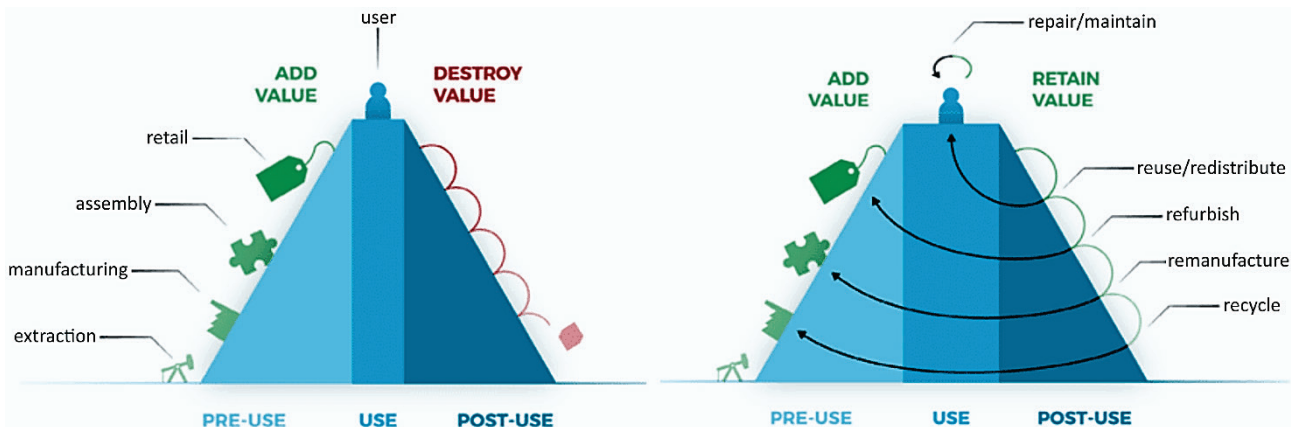 user
ADD
VALUE
DESTROY
VALUE
retail
assembly
manufacturing
extraction
PRE-USE
USE
POST-USE
repair/maintain
ADD
VALUE
RETAIN
VALUE
reuse/redistribute
refurbish
remanufacture
recycle
PRE-USE
USE
POST-USE